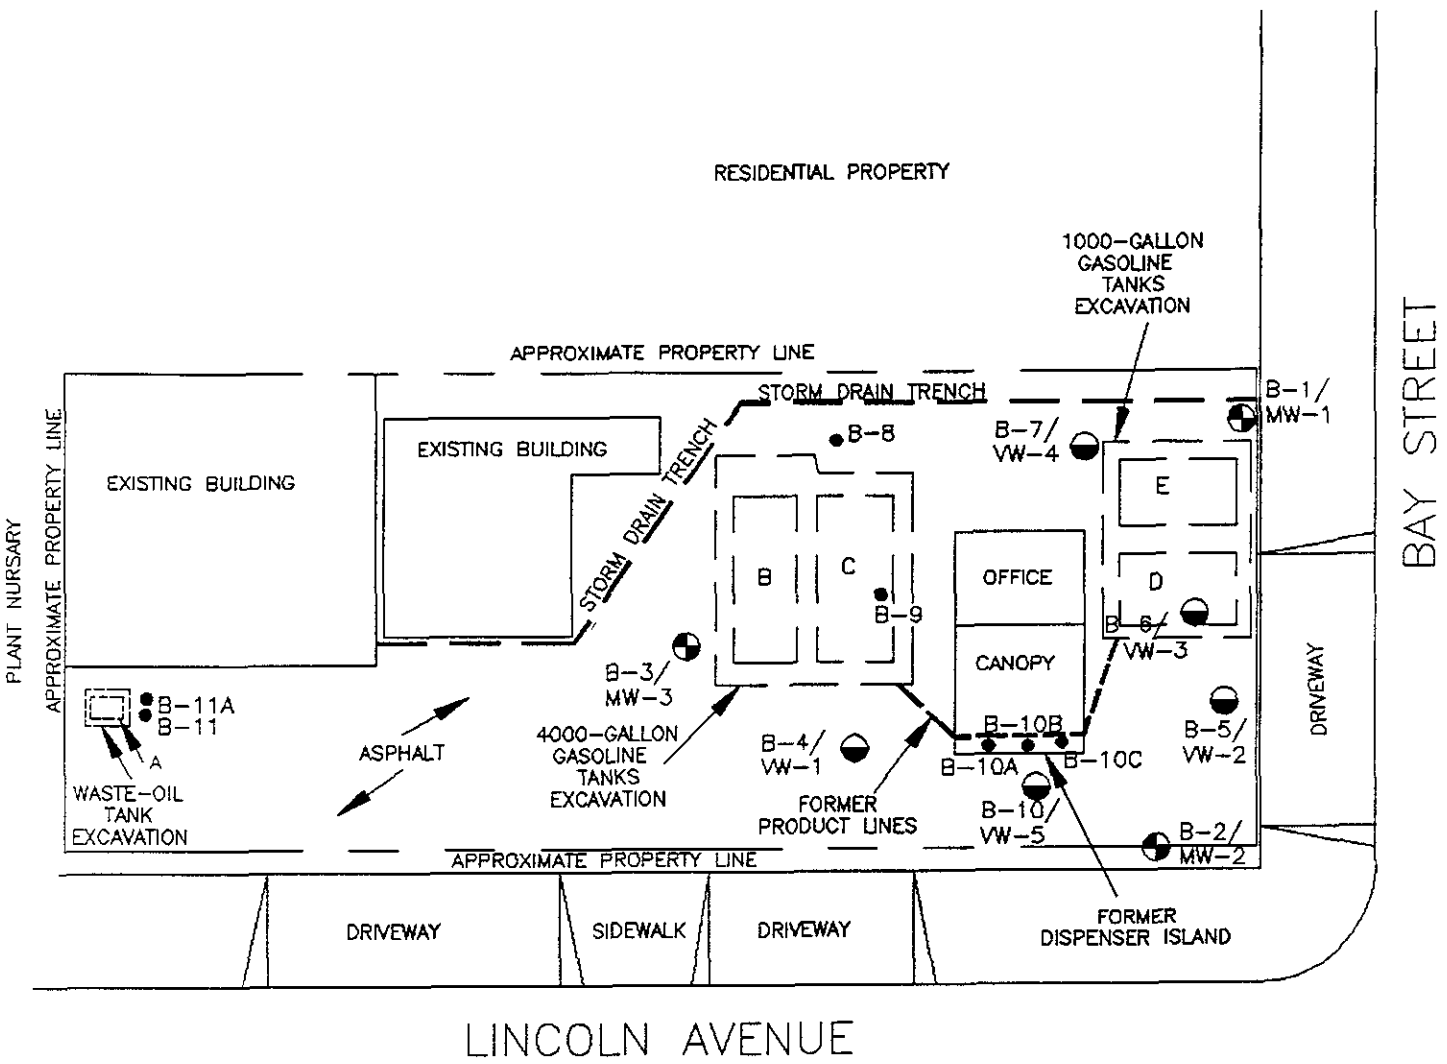 RESIDENTIAL PROPERTY
1000-GALLON
GASOLINE
TANKS
EXCAVATION
BAY STREET
APPROXIMATE PROPERTY LINE
STORM DRAIN TRENCH
B-1/
MW-1
B-7/
VW-4
B-8
EXISTING BUILDING
EXISTING BUILDING
STORM DRAIN TRENCH
PLANT NURSARY
APPROXIMATE PROPERTY LINE
E
B
C
OFFICE
D
B-9
B-6/
VW-3
CANOPY
B-3/
MW-3
B-11A
B-11
A
WASTE-OIL
TANK
EXCAVATION
ASPHALT
4000-GALLON
GASOLINE
TANKS
EXCAVATION
B-4/
VW-1
B-10B
B-10A
B-10C
B-5/
VW-2
DRIVEWAY
FORMER
PRODUCT LINES
B-10/
VW-5
B-2/
MW-2
APPROXIMATE PROPERTY LINE
DRIVEWAY
SIDEWALK
DRIVEWAY
FORMER
DISPENSER ISLAND
LINCOLN AVENUE